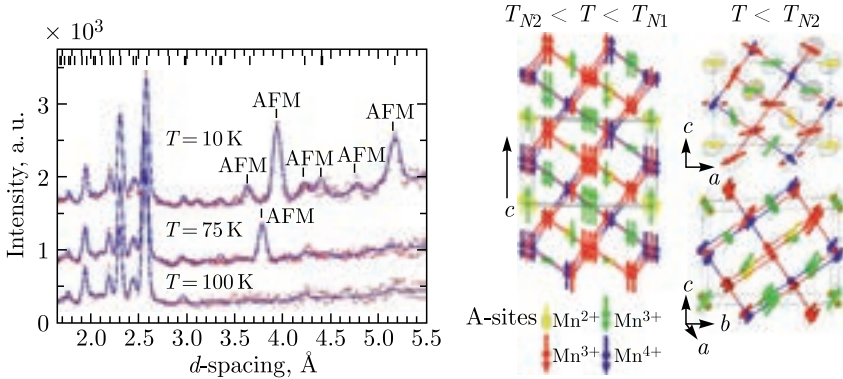 × 10³
3
2
1
0
Intensity, a. u.
AFM
AFM
AFM
AFM
AFM
AFM
T = 10 K
AFM
T = 75 K
T = 100 K
2.0 2.5 3.0 3.5 4.0 4.5 5.0 5.5
d-spacing, Å
T_{N2} < T < T_{N1}
T < T_{N2}
c
c
a
c
b
a
A-sites Mn²⁺ Mn³⁺
Mn³⁺ Mn⁴⁺